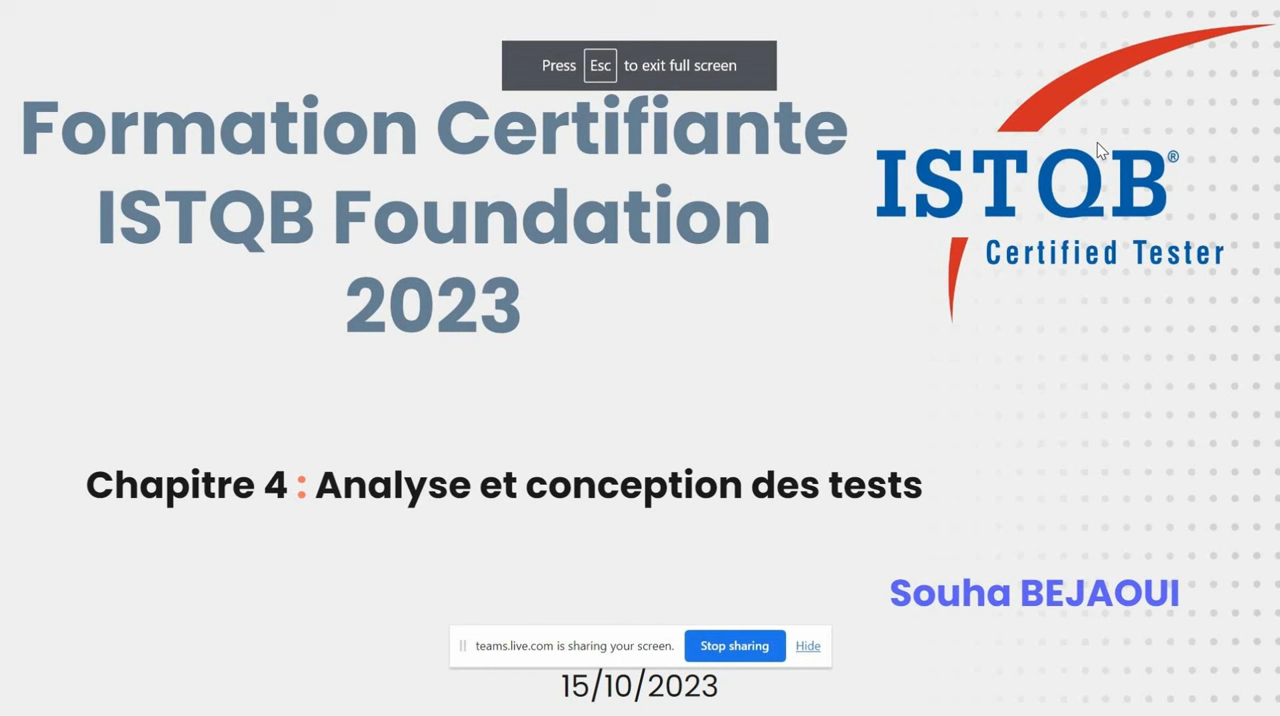 Press Esc to exit full screen
Formation Certifiante
ISTQB Foundation
2023
ISTQB®
Certified Tester
Chapitre 4 : Analyse et conception des tests
Souha BEJAOUI
teams.live.com is sharing your screen. Stop sharing Hide
15/10/2023